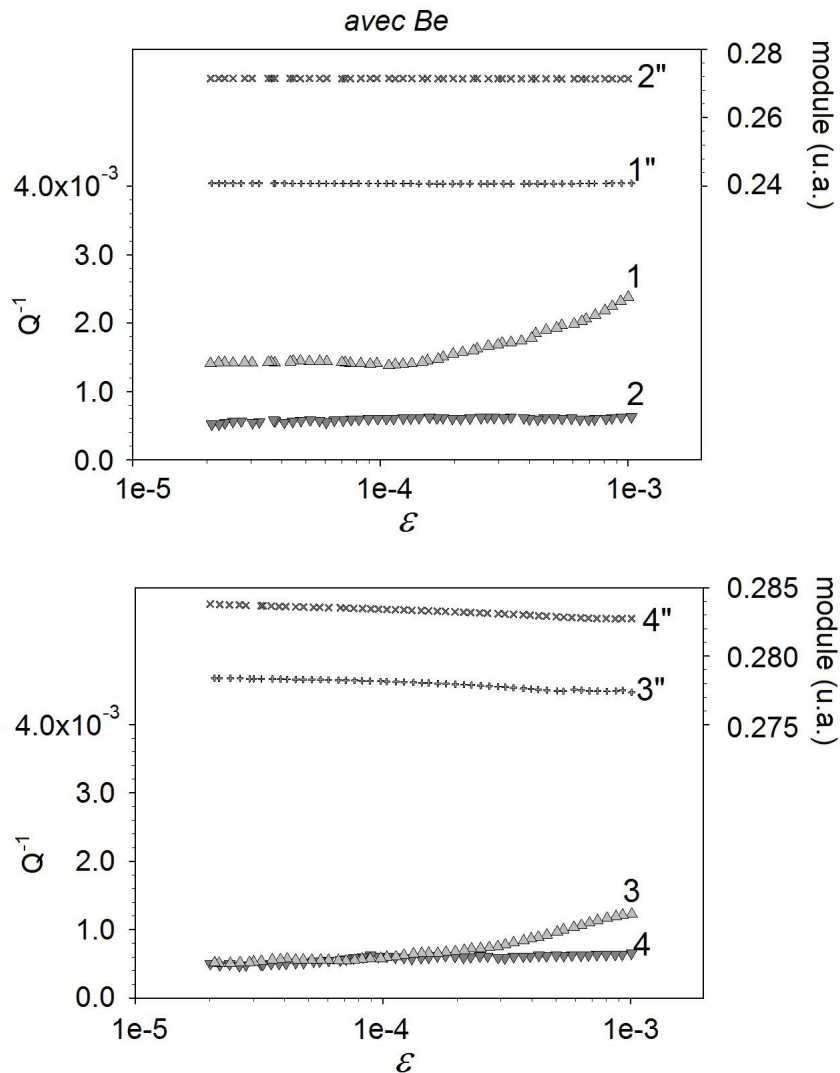 avec Be
0.28
0.27
0.26
0.24
module (u.a.)
2"
1"
4.0x10⁻³
3.0
2.0
1.0
0.0
Q⁻¹
1
2
1e-5
1e-4
1e-3
ε
0.285
0.280
0.275
module (u.a.)
4"
3"
4.0x10⁻³
3.0
2.0
1.0
0.0
Q⁻¹
3
4
1e-5
1e-4
1e-3
ε